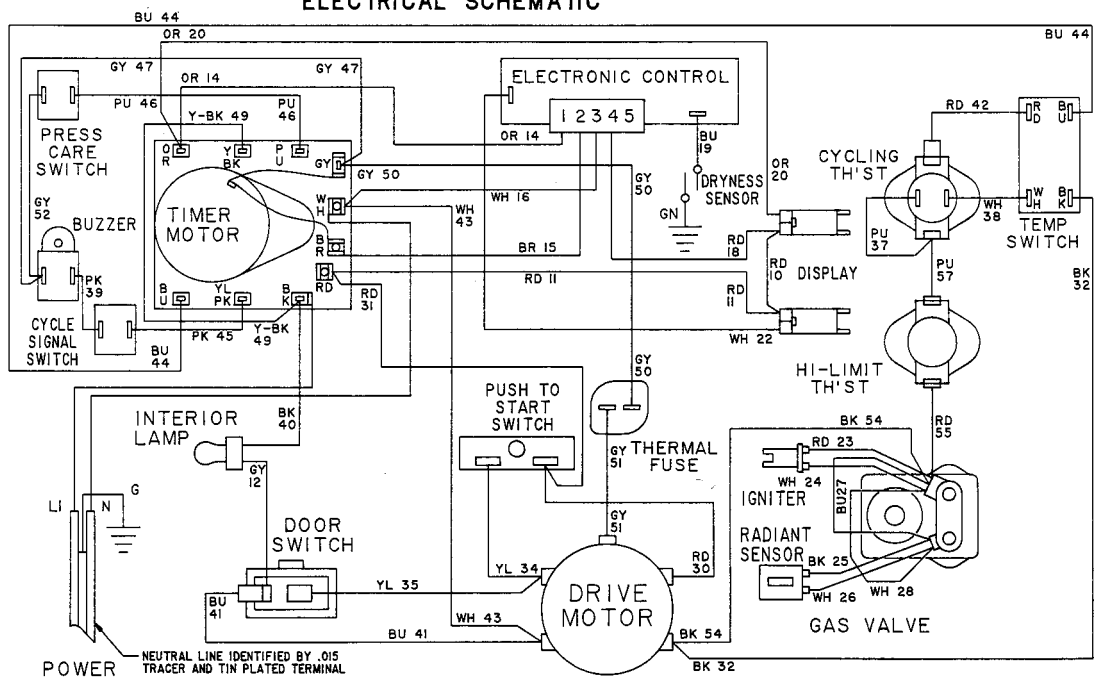 ELECTRICAL SCHEMATIC
BU 44
OR 20
BU 44
GY 47
GY 47
OR 14
ELECTRONIC CONTROL
PU 46
PU 46
Y-BK 49
1 2 3 4 5
OR 14
BU 19
RD 42
RD
BU
PRESS CARE SWITCH
OR
Y BK
PU
GY
GY 50
GY 50
DRYNESS SENSOR
OR 20
CYCLING TH'ST
WH 16
WH
WH 43
GN
WH
BK
WH 38
TEMP SWITCH
GY 52
BUZZER
TIMER MOTOR
BR
BR 15
RD 18
PU 37
PU 57
BK 32
PK 39
RD
RD 11
RD 31
RD 10
DISPLAY
RD 11
BU
YL PK
BK
CYCLE SIGNAL SWITCH
PK 45
Y-BK 49
WH 22
BU 44
GY 50
HI-LIMIT TH'ST
PUSH TO START SWITCH
INTERIOR LAMP
BK 40
BK 54
RD 55
RD 23
THERMAL FUSE
GY 51
GY 12
WH 24
IGNITER
BU27
L1
N
G
GY 51
DOOR SWITCH
RADIANT SENSOR
BK 25
RD 30
YL 34
DRIVE MOTOR
YL 35
WH 26
WH 28
BU 41
WH 43
GAS VALVE
BU 41
BK 54
BK 32
POWER
NEUTRAL LINE IDENTIFIED BY .015
TRACER AND TIN PLATED TERMINAL